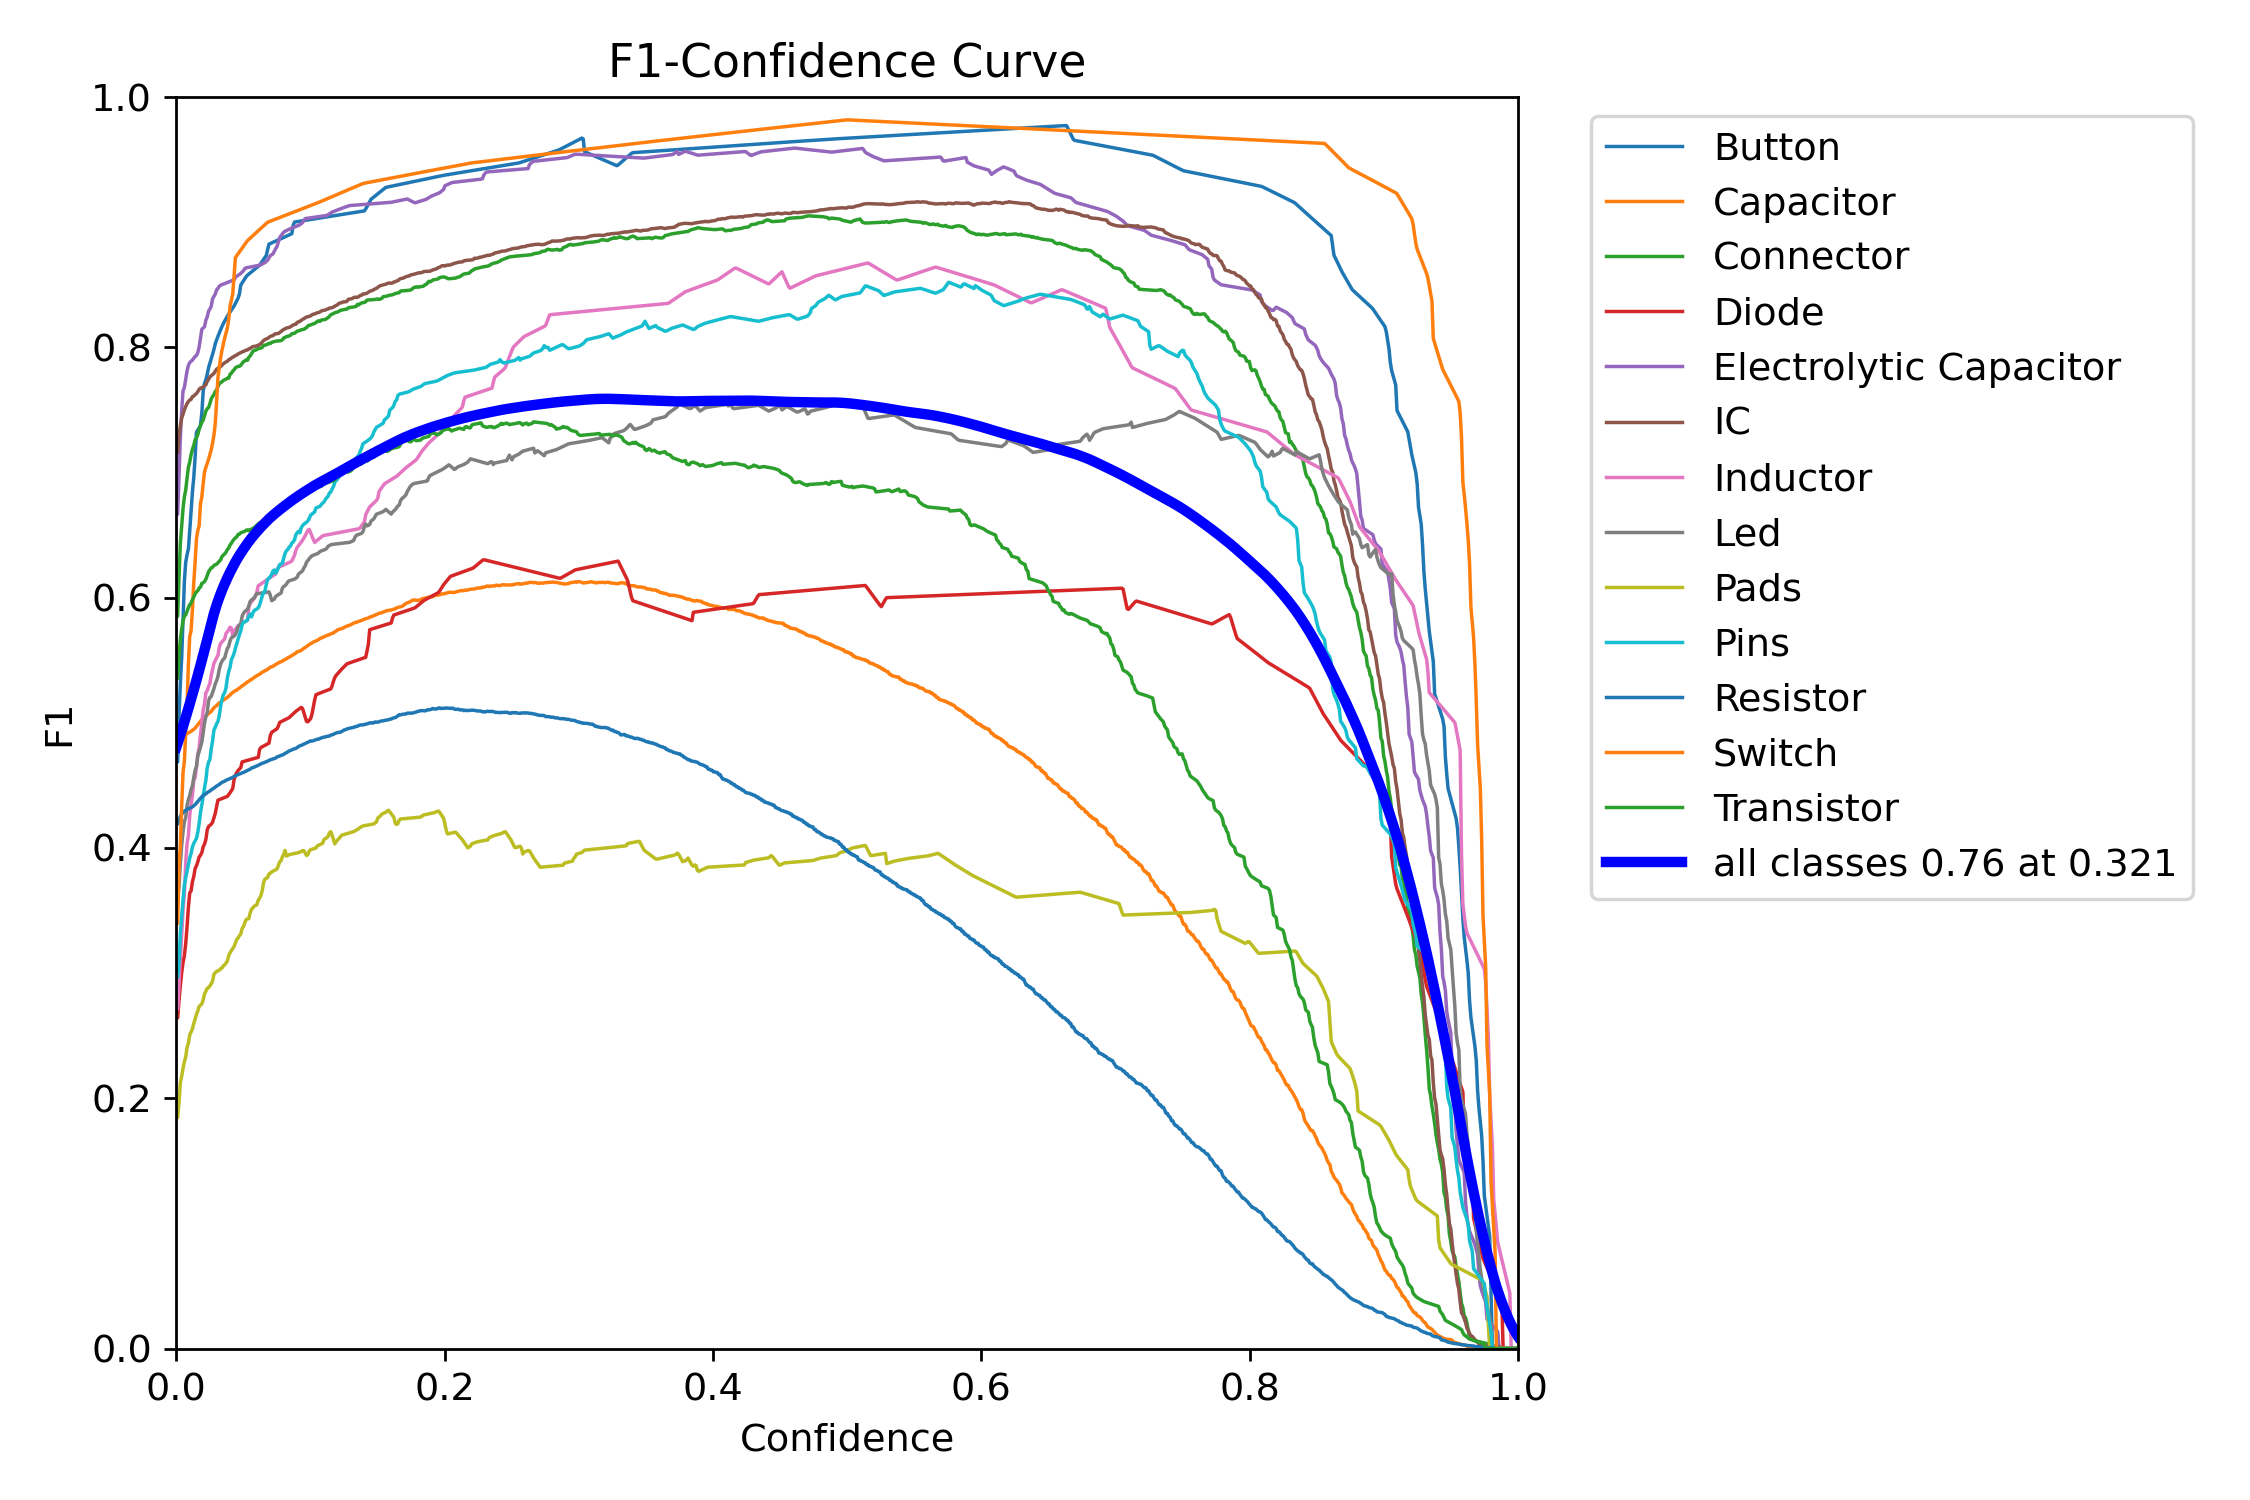 F1-Confidence Curve
1.0
0.8
0.6
0.4
0.2
0.0
F1
0.0 0.2 0.4 0.6 0.8 1.0
Confidence
Button
Capacitor
Connector
Diode
Electrolytic Capacitor
IC
Inductor
Led
Pads
Pins
Resistor
Switch
Transistor
all classes 0.76 at 0.321